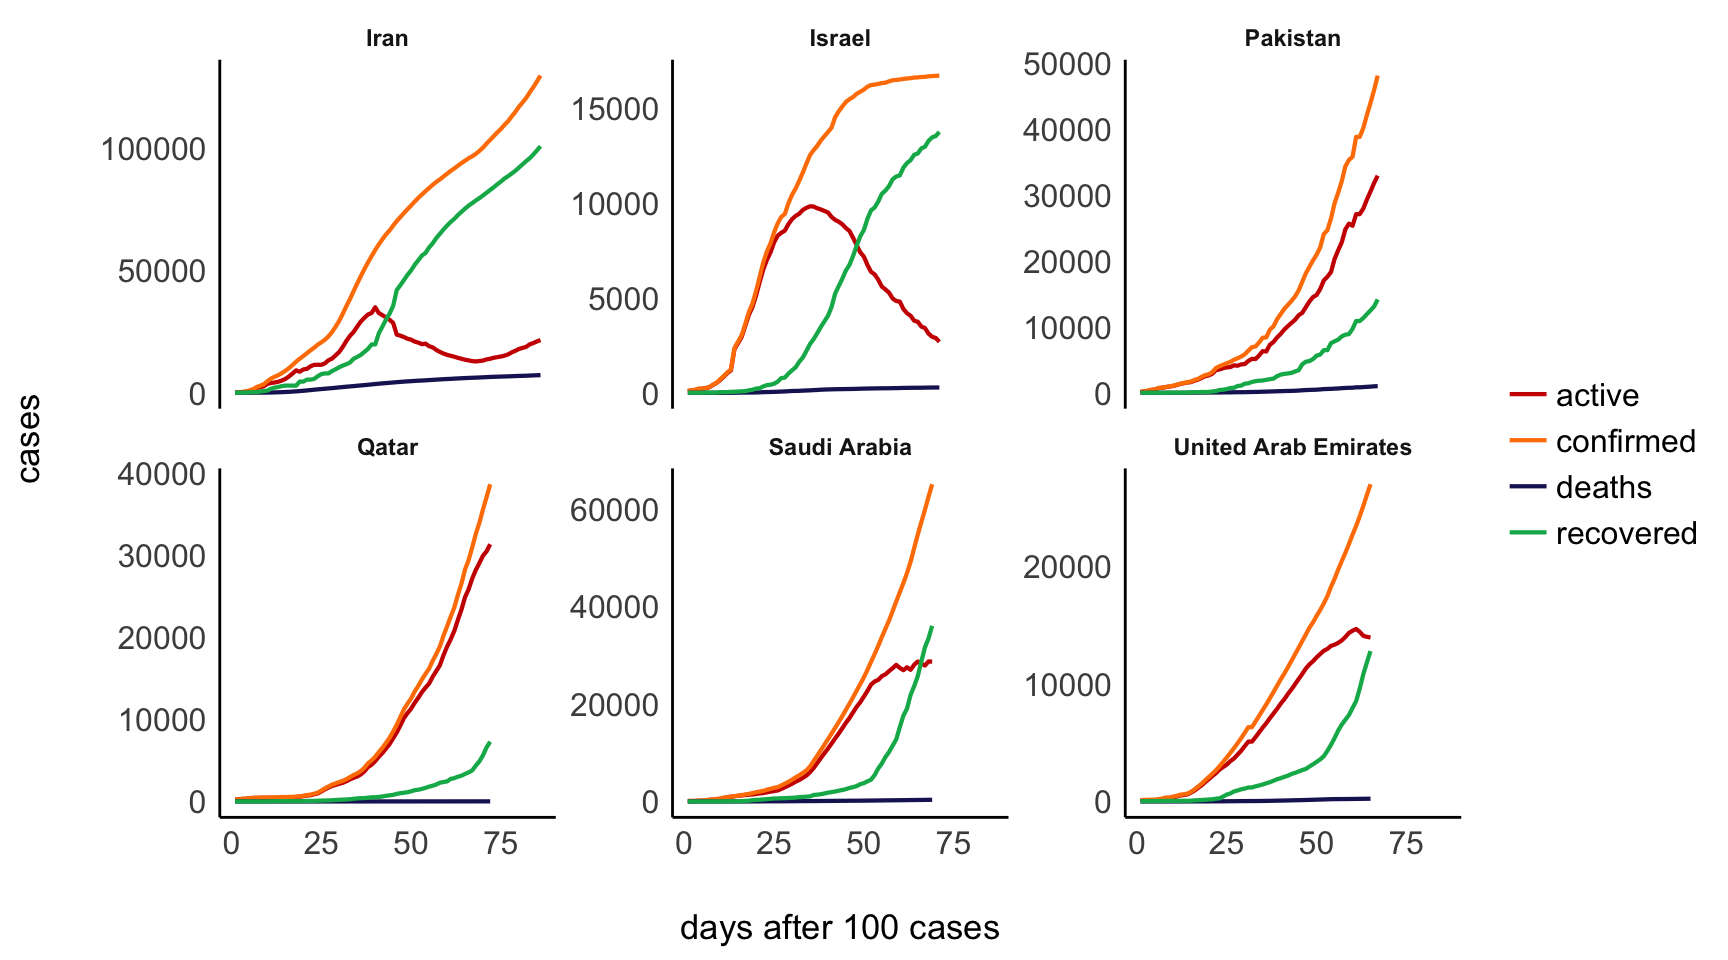 Iran
Israel
Pakistan
100000
50000
0
15000
10000
5000
0
50000
40000
30000
20000
10000
0
cases
Qatar
Saudi Arabia
United Arab Emirates
40000
30000
20000
10000
0
60000
40000
20000
0
20000
10000
0
0 25 50 75
0 25 50 75
0 25 50 75
days after 100 cases
active
confirmed
deaths
recovered